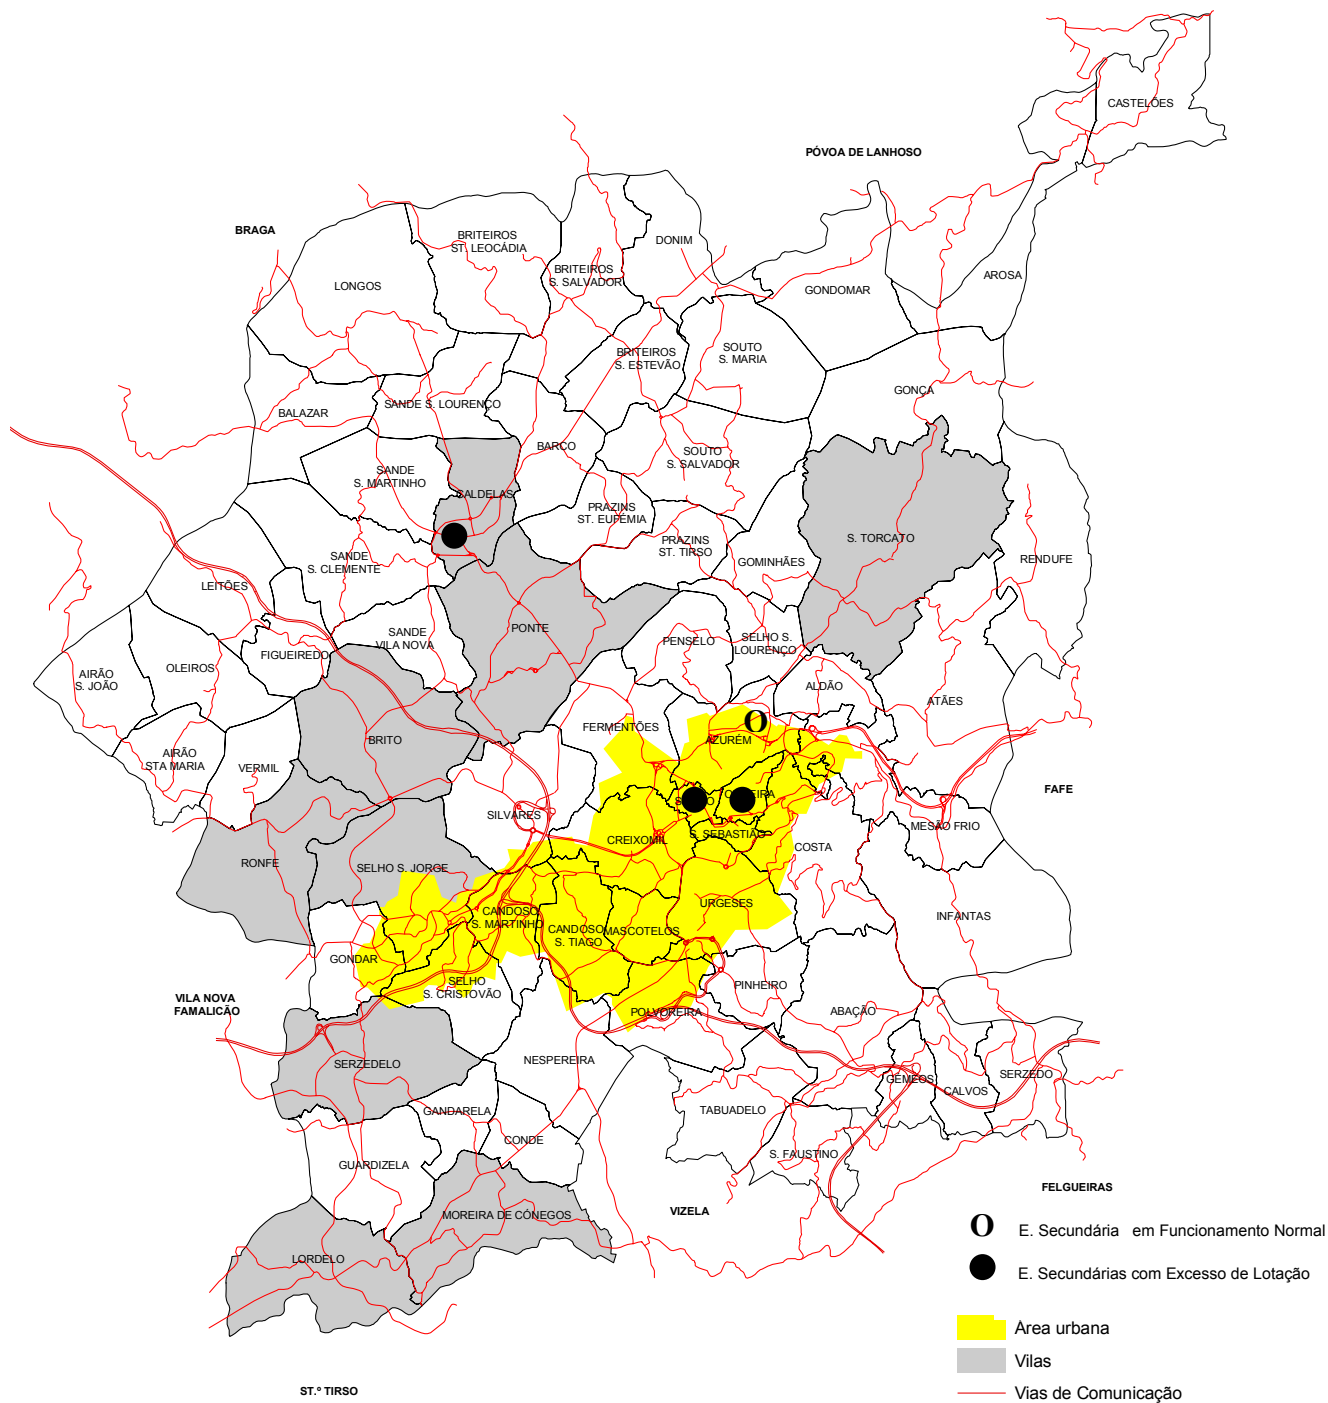 CASTELÕES
PÓVOA DE LANHOSO
BRAGA
BRITEIROS
ST. LEOCÁDIA
DONIM
BRITEIROS
S. SALVADOR
AROSA
LONGOS
GONDOMAR
BRITEIROS
S. ESTEVÃO
SOUTO
S. MARIA
GONÇA
BALAZAR
SANDE S. LOURENÇO
BARCO
SOUTO
S. SALVADOR
SANDE
S. MARTINHO
CALDELAS
PRAZINS
ST. EUFÉMIA
PRAZINS
ST. TIRSO
S. TORCATO
GOMINHÃES
RENDUFE
SANDE
S. CLEMENTE
LEITÕES
SANDE
VILA NOVA
PONTE
PENSELO
SELHO S.
LOURENÇO
FIGUEIREDO
OLEIROS
AIRÃO
S. JOÃO
ALDÃO
ATÃES
FERMENTÕES
O
AZURÉM
BRITO
AIRÃO
STA MARIA
VERMIL
FAFE
SILVARES
MESÃO FRIO
CREIXOMIL
S. SEBASTIÃO
COSTA
RONFE
SELHO S. JORGE
URGESES
CANDOSO
S. MARTINHO
CANDOSO
S. TIAGO
MASCOTELOS
INFANTAS
GONDAR
SELHO
S. CRISTOVÃO
PINHEIRO
VILA NOVA
FAMALICÃO
POLVOREIRA
ABAÇÃO
SERZEDELO
NESPEREIRA
GÉMEOS
CALVOS
SERZEDO
GANDARELA
TABUADELO
CONDE
S. FAUSTINO
GUARDIZELA
FELGUEIRAS
MOREIRA DE CÓNEGOS
VIZELA
LORDELO
O E. Secundária em Funcionamento Normal
E. Secundárias com Excesso de Lotação
Area urbana
Vilas
ST.º TIRSO
Vias de Comunicação